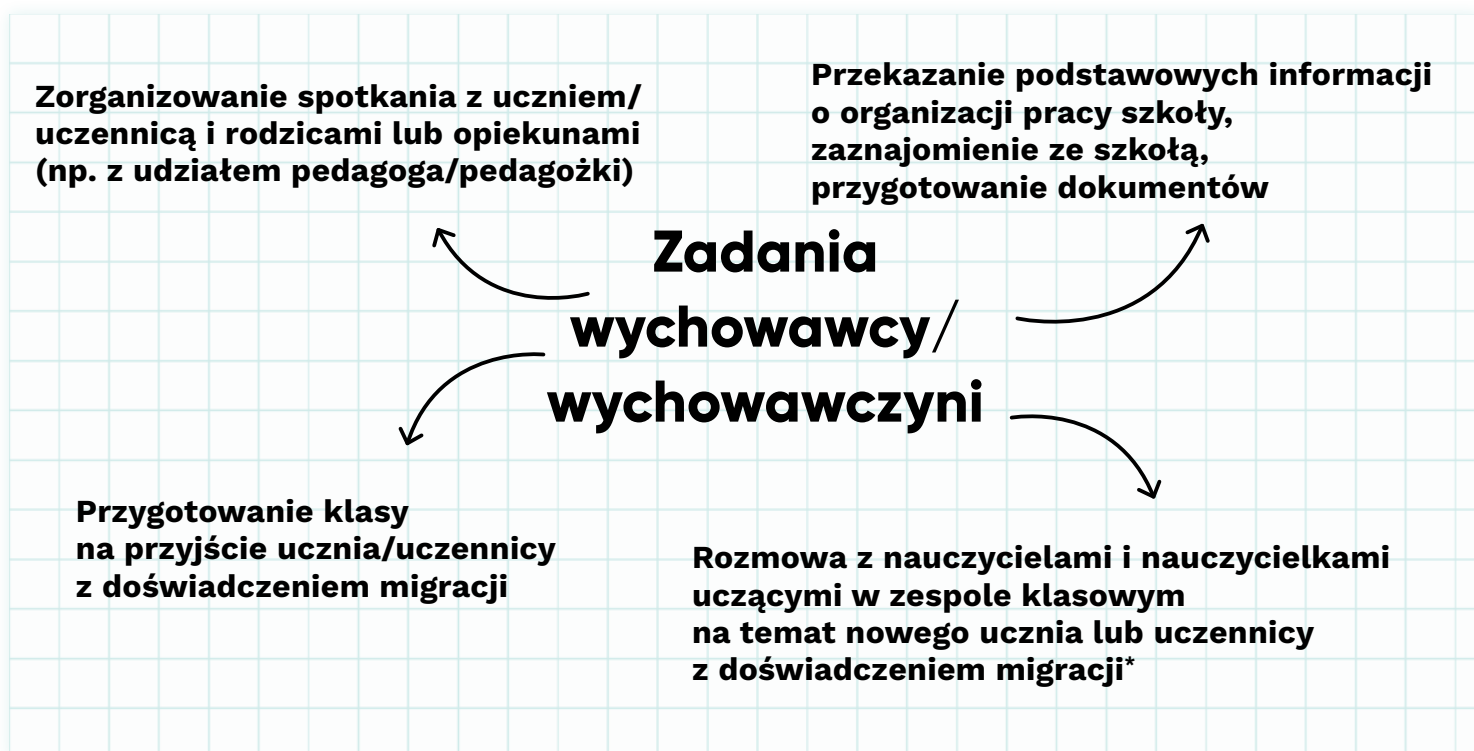 Zorganizowanie spotkania z uczniem/
uczennicą i rodzicami lub opiekunami
(np. z udziałem pedagoga/pedagożki)
Przekazanie podstawowych informacji
o organizacji pracy szkoły,
zaznajomienie ze szkołą,
przygotowanie dokumentów
Zadania
wychowawcy/
wychowawczyni
Przygotowanie klasy
na przyjście ucznia/uczennicy
z doświadczeniem migracji
Rozmowa z nauczycielami i nauczycielkami
uczącymi w zespole klasowym
na temat nowego ucznia lub uczennicy
z doświadczeniem migracji*